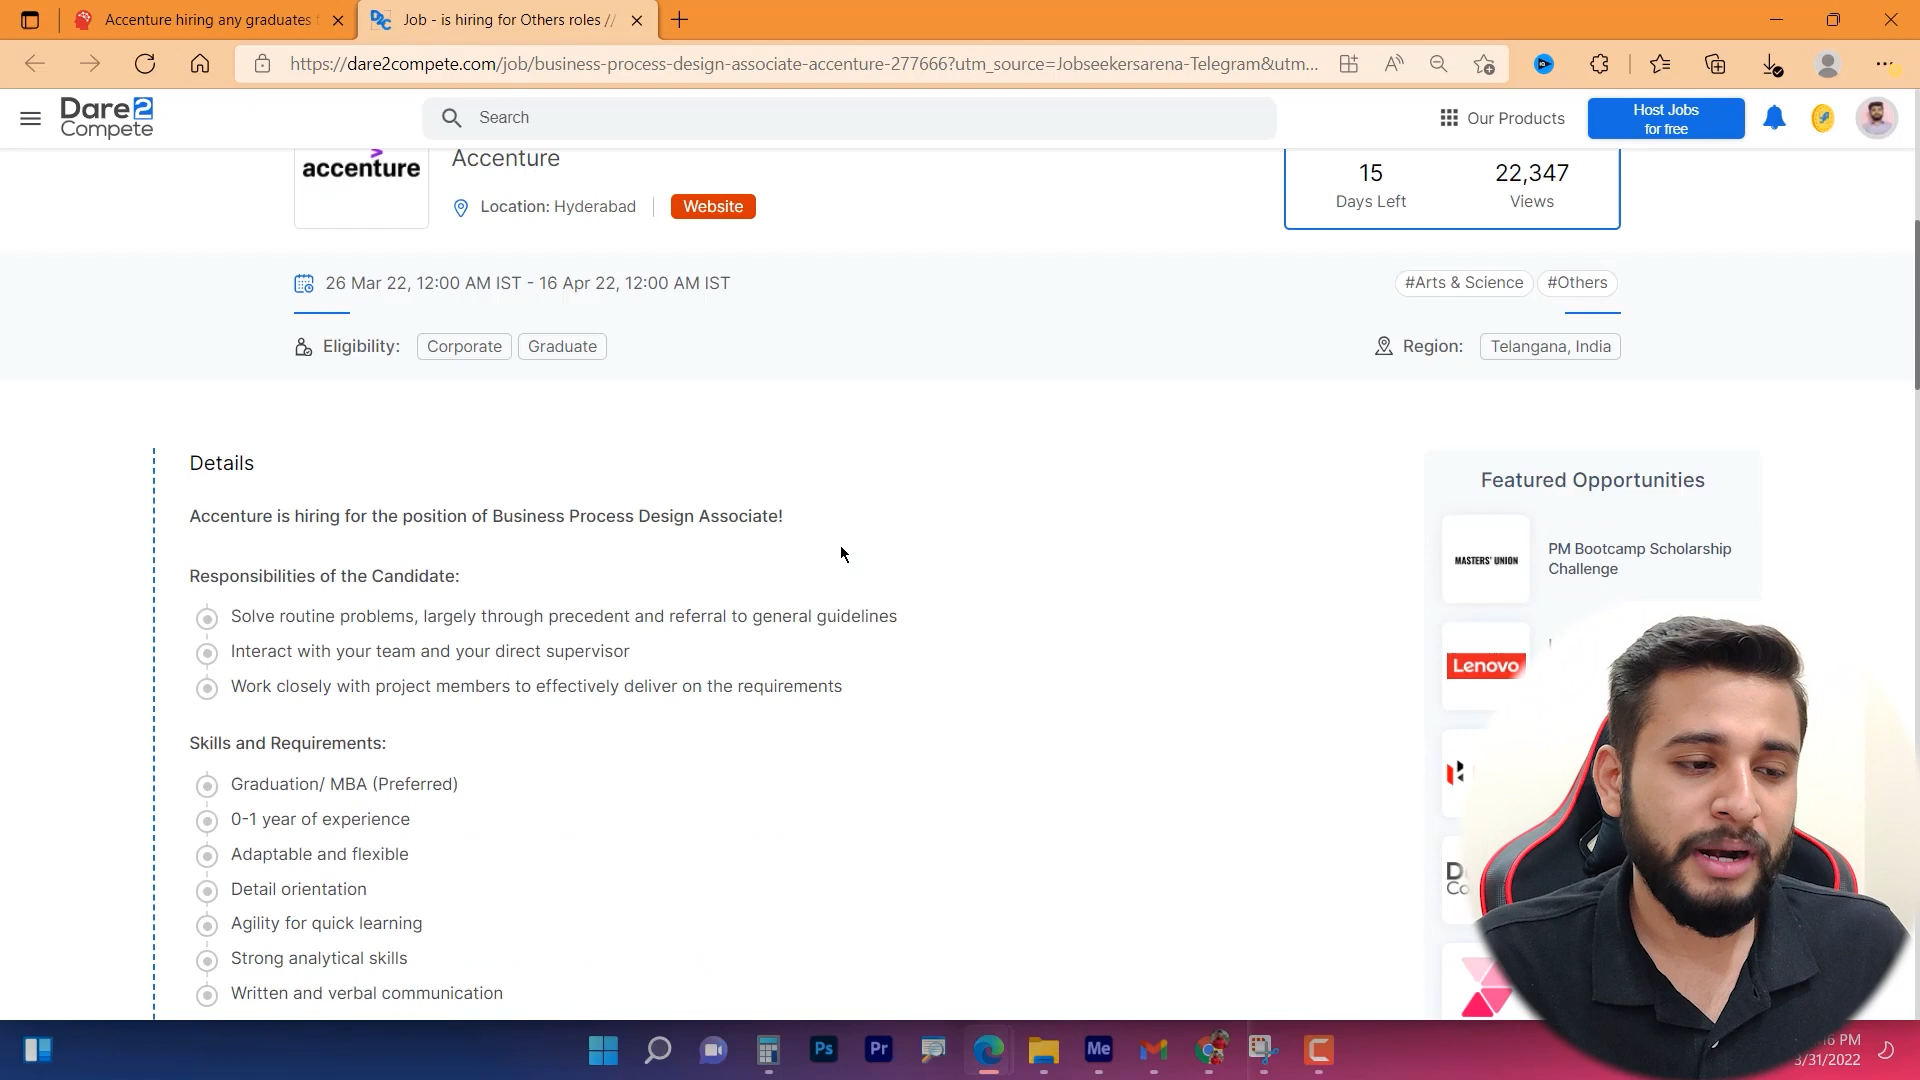 Accenture hiring any graduates
Job - is hiring for Others roles //
https://dare2compete.com/job/business-process-design-associate-accenture-277666?utm_source=Jobseekersarena-Telegram&utm...
Dare2
Compete
Search
Our Products
Host Jobs
for free
accenture
Accenture
Location: Hyderabad
Website
15
Days Left
22,347
Views
26 Mar 22, 12:00 AM IST - 16 Apr 22, 12:00 AM IST
#Arts & Science
#Others
Eligibility:
Corporate
Graduate
Region:
Telangana, India
Details
Accenture is hiring for the position of Business Process Design Associate!
Responsibilities of the Candidate:
Solve routine problems, largely through precedent and referral to general guidelines
Interact with your team and your direct supervisor
Work closely with project members to effectively deliver on the requirements
Skills and Requirements:
Graduation/ MBA (Preferred)
0-1 year of experience
Adaptable and flexible
Detail orientation
Agility for quick learning
Strong analytical skills
Written and verbal communication
Featured Opportunities
MASTERS' UNION
PM Bootcamp Scholarship
Challenge
Lenovo
Ps
Pr
Me
16 PM
3/31/2022